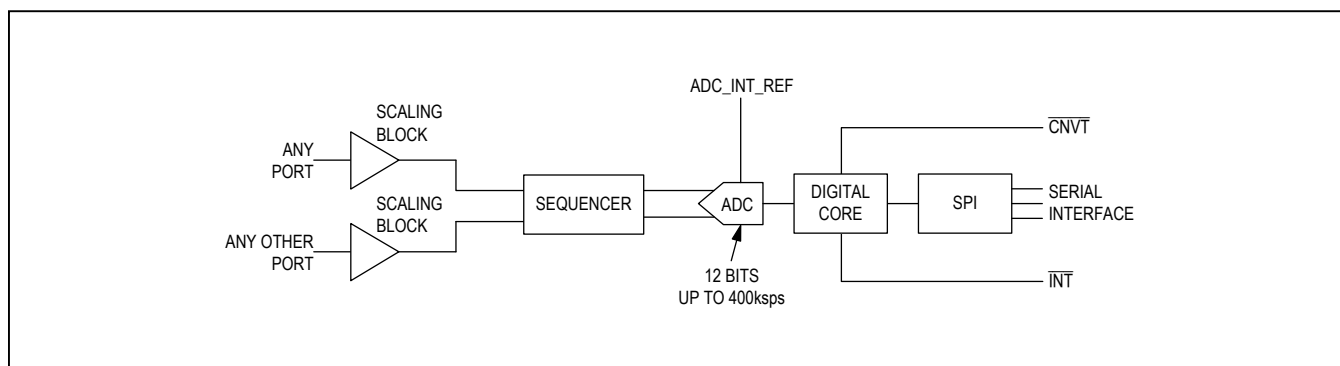 ADC_INT_REF
SCALING
BLOCK
CNVT
ANY
PORT
SEQUENCER
ADC
DIGITAL
CORE
SPI
SERIAL
INTERFACE
SCALING
BLOCK
ANY OTHER
PORT
12 BITS
UP TO 400ksps
INT